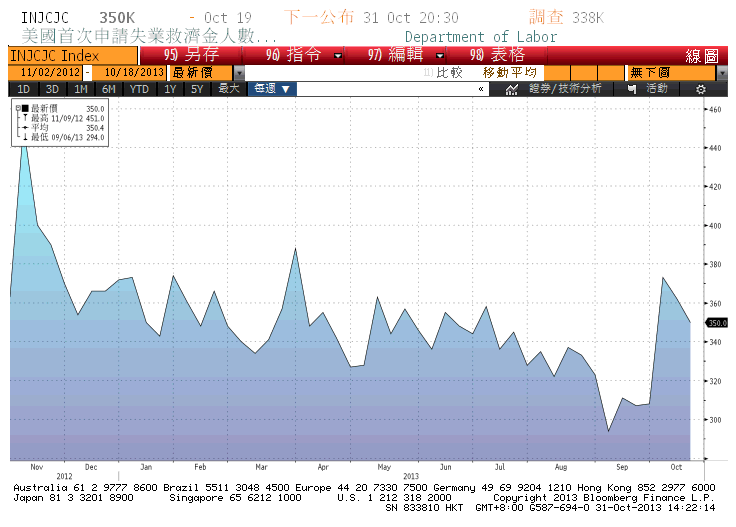 INJCJC 350K - Oct 19 下一公布 31 Oct 20:30 調查 338K
美國首次申請失業救濟金人數... Department of Labor
INJCJC Index 95) 另存 96) 指令 97) 編輯 98) 表格 線圖
11/02/2012 - 10/18/2013 最新價 比較 移動平均 無下圖
1D 3D 1M 6M YTD 1Y 5Y 最大 每週 ▼ « 證券/技術分析 活動
最新價 350.0
最高 11/09/12 451.0
平均 350.4
最低 09/06/13 294.0
460
440
420
400
380
360
350.0
340
320
300
Nov Dec Jan Feb Mar Apr May Jun Jul Aug Sep Oct
2012 2013
Australia 61 2 9777 8600 Brazil 5511 3048 4500 Europe 44 20 7330 7500 Germany 49 69 9204 1210 Hong Kong 852 2977 6000
Japan 81 3 3201 8900 Singapore 65 6212 1000 U.S. 1 212 318 2000 Copyright 2013 Bloomberg Finance L.P.
SN 833810 HKT GMT+8:00 G587-694-0 31-Oct-2013 14:22:14